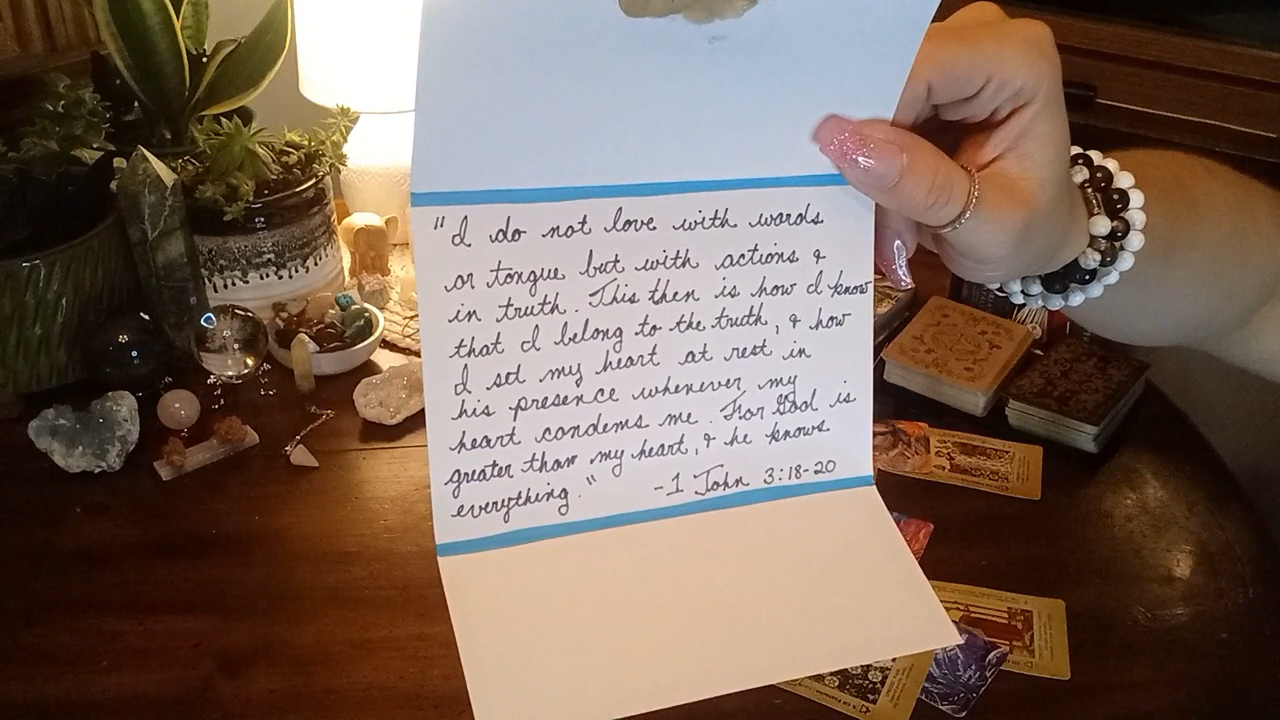 "I do not love with words
or tongue but with actions &
in truth. This then is how I know
that I belong to the truth, & how
I set my heart at rest in
his presence whenever my
heart condems me. For God is
greater than my heart, & he knows
everything." -1 John 3:18-20